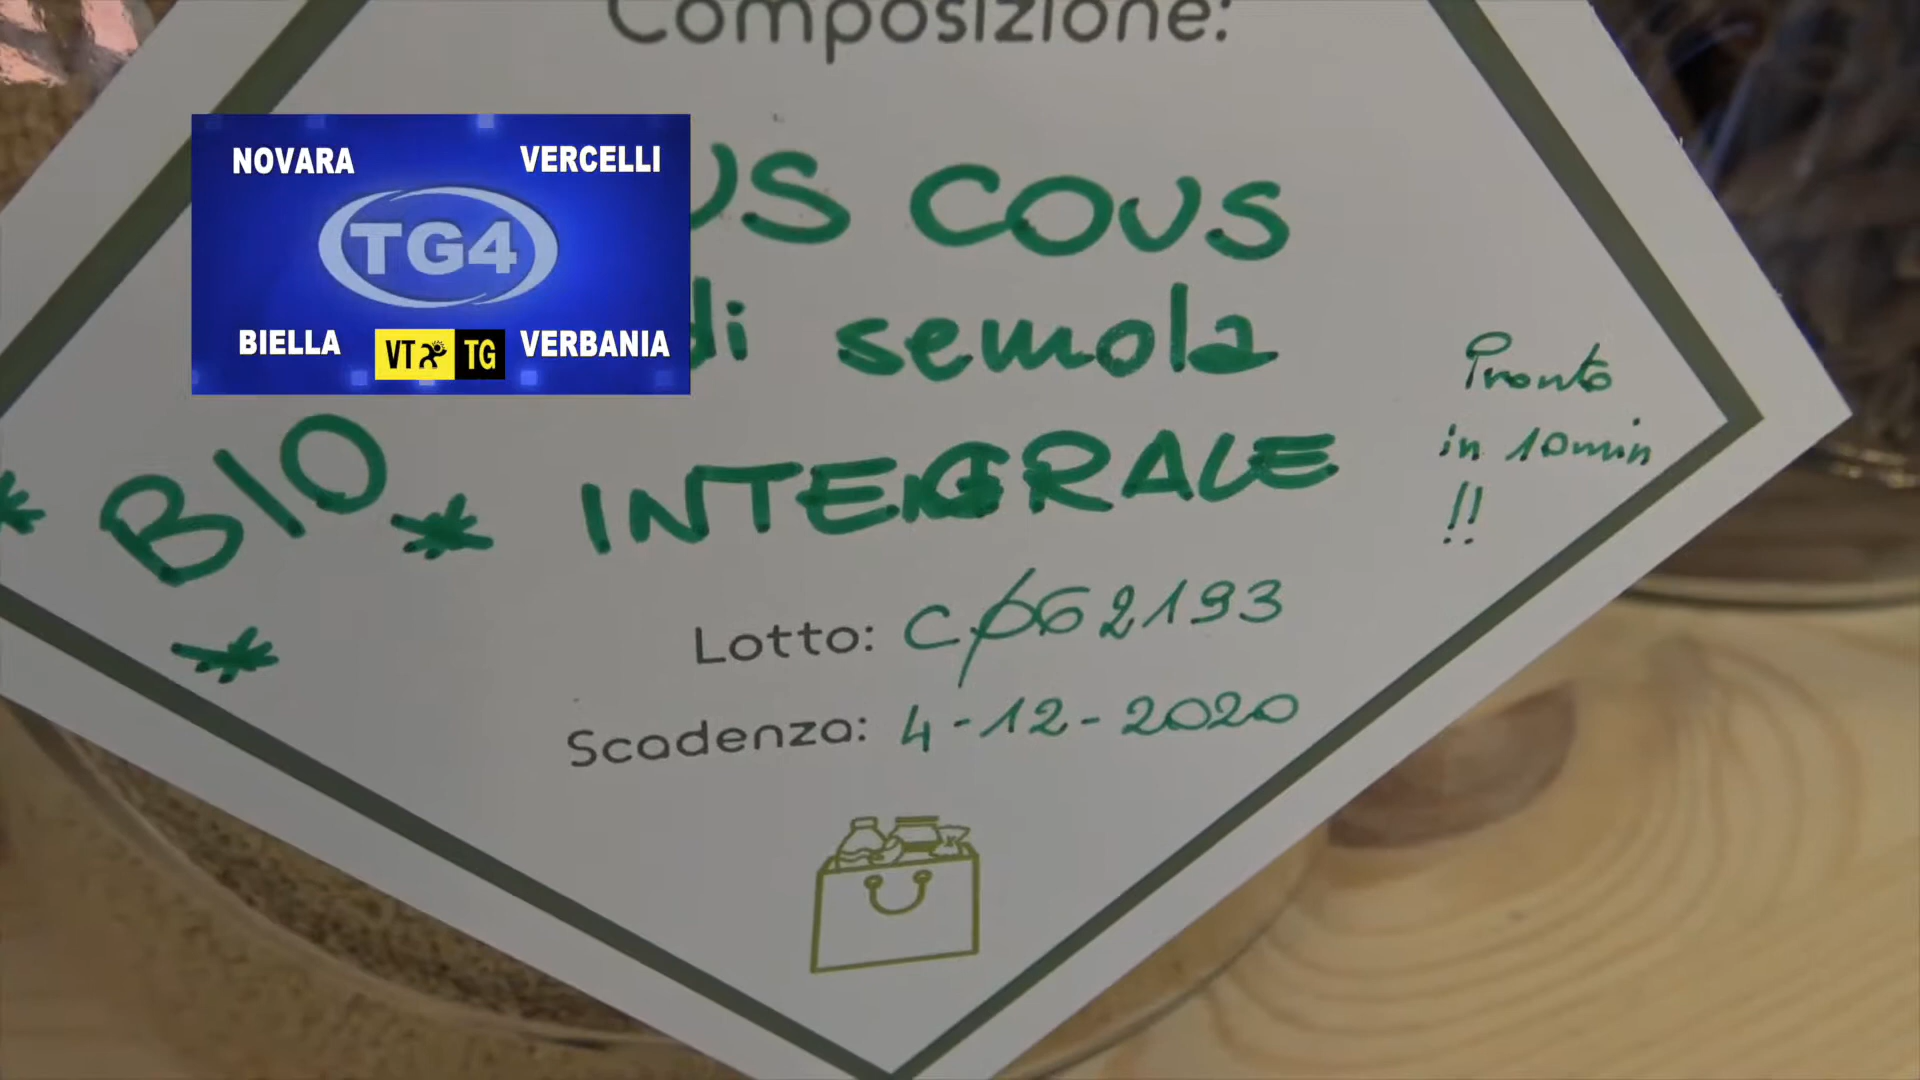 Composizione:
NOVARA VERCELLI
TG4
BIELLA VT TG VERBANIA
US COUS
di semola
* BIO * INTEGRALE
*
Pronto
in 10min
!!
Lotto: C0662193
Scadenza: 4-12-2020